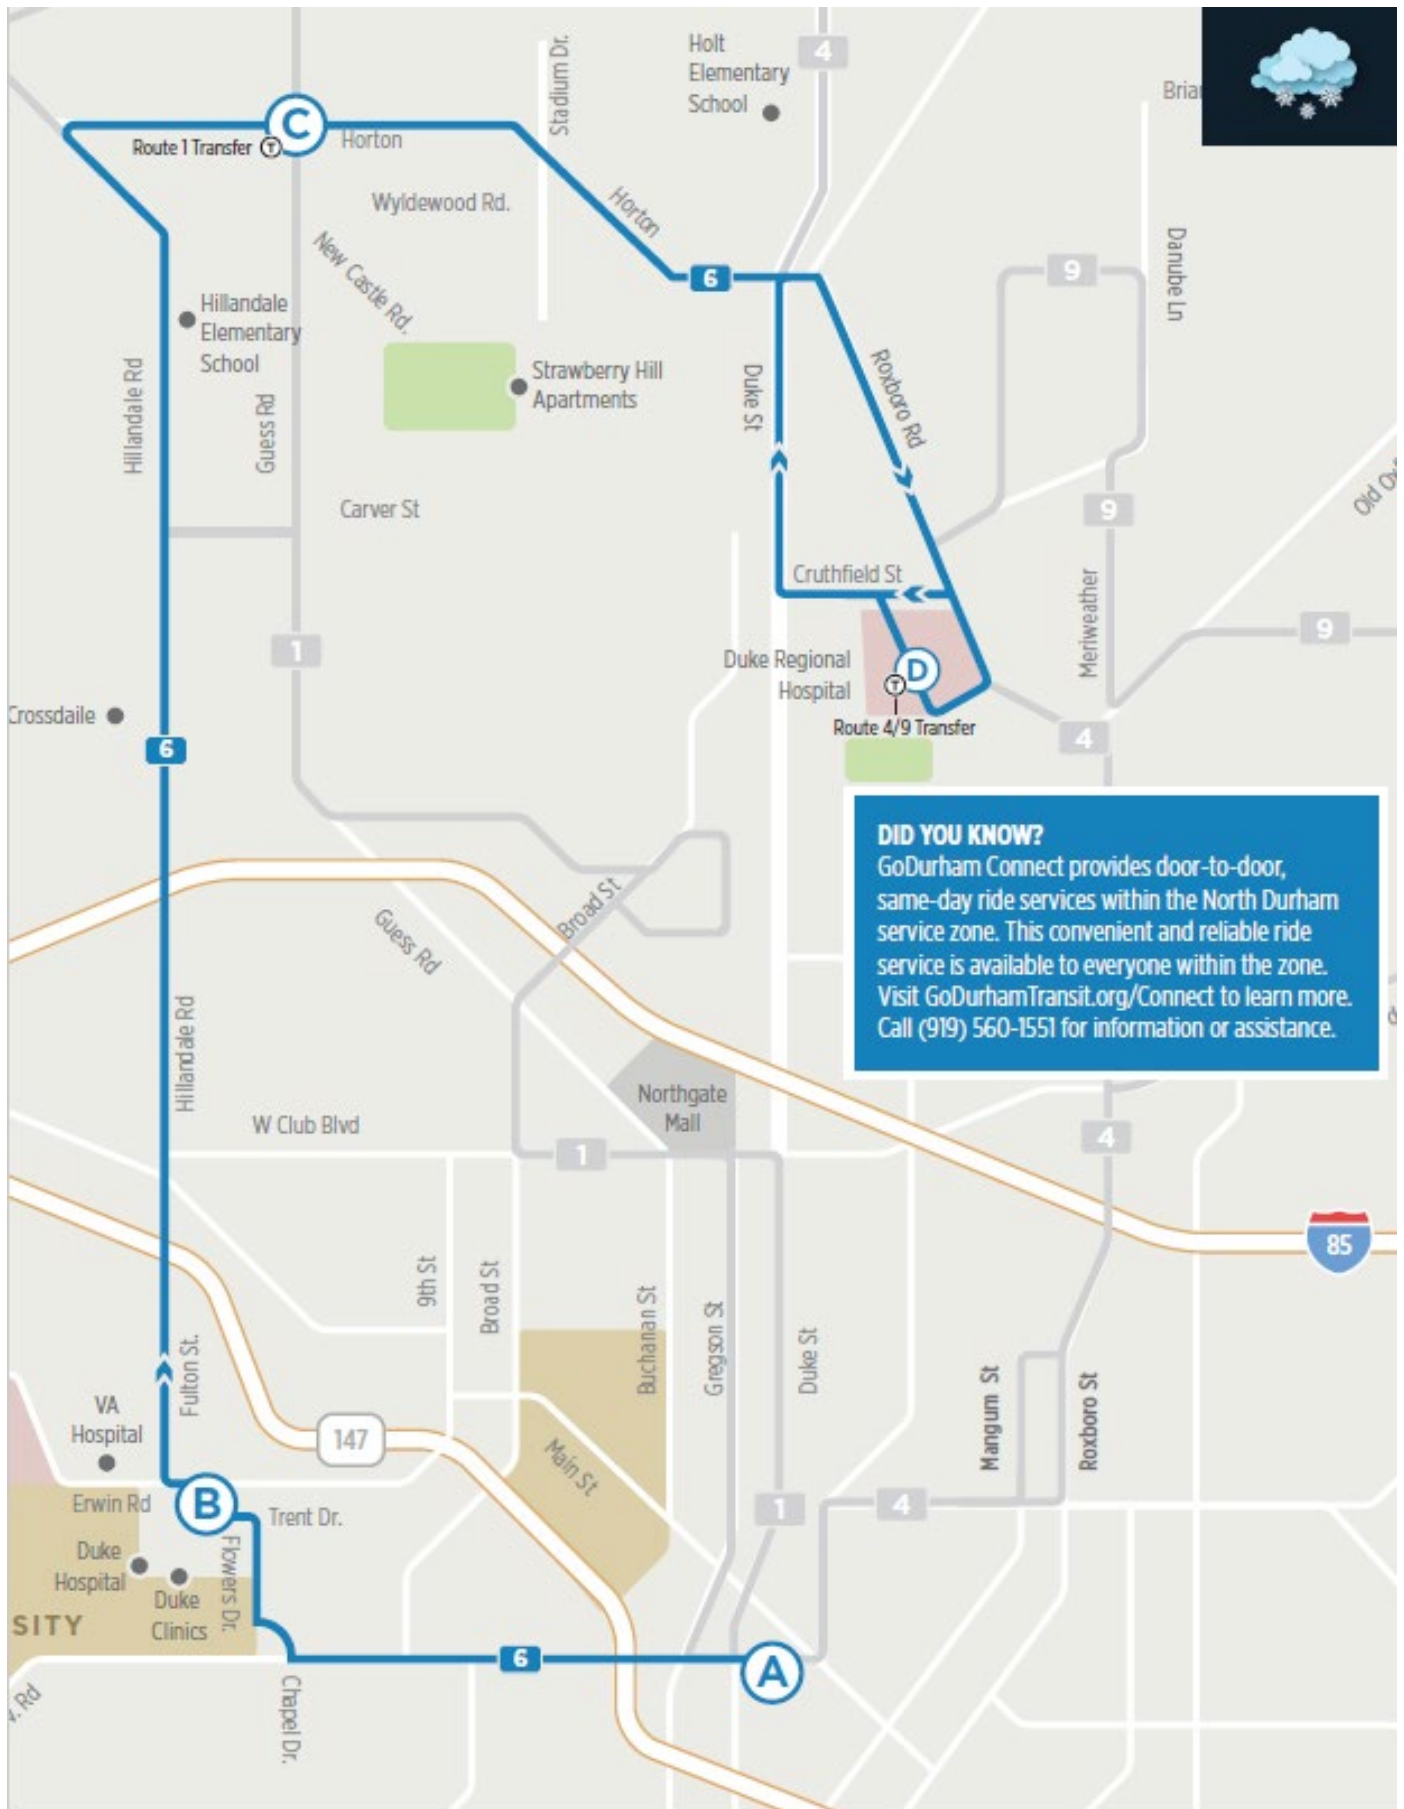 Holt
Elementary
School
4
Stadium Dr.
Briar
C
Horton
Route 1 Transfer T
Wyldewood Rd.
Horton
New Castle Rd.
6
9
Danube Ln
Hillandale
Elementary
School
Hillandale Rd
Guess Rd
Strawberry Hill
Apartments
Duke St
Roxboro Rd
Carver St
9
Cruthfield St
Meriweather
1
9
Duke Regional
Hospital
D
T
Route 4/9 Transfer
Crossdaile
6
4
DID YOU KNOW?
GoDurham Connect provides door-to-door,
same-day ride services within the North Durham
service zone. This convenient and reliable ride
service is available to everyone within the zone.
Visit GoDurhamTransit.org/Connect to learn more.
Call (919) 560-1551 for information or assistance.
Broad St
Guess Rd
Hillandale Rd
Northgate
Mall
W Club Blvd
1
4
85
9th St
Broad St
Buchanan St
Gregson St
Duke St
Mangum St
Roxboro St
Fulton St.
VA
Hospital
147
Main St
Erwin Rd
B
Trent Dr.
1
4
Duke
Hospital
Flowers Dr.
Duke
Clinics
SITY
6
A
Chapel Dr.
Rd
Old